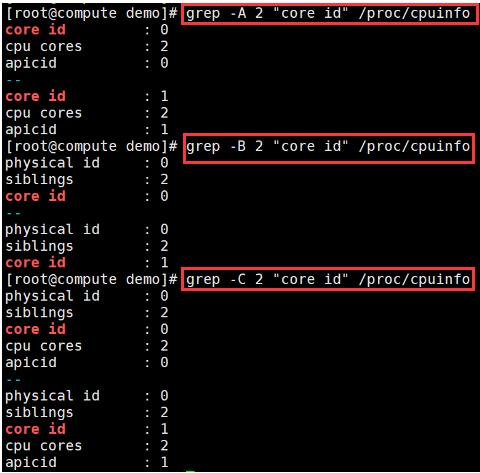 [root@compute demo]# grep -A 2 "core id" /proc/cpuinfo
core id : 0
cpu cores : 2
apicid : 0
--
core id : 1
cpu cores : 2
apicid : 1
[root@compute demo]# grep -B 2 "core id" /proc/cpuinfo
physical id : 0
siblings : 2
core id : 0
--
physical id : 0
siblings : 2
core id : 1
[root@compute demo]# grep -C 2 "core id" /proc/cpuinfo
physical id : 0
siblings : 2
core id : 0
cpu cores : 2
apicid : 0
--
physical id : 0
siblings : 2
core id : 1
cpu cores : 2
apicid : 1